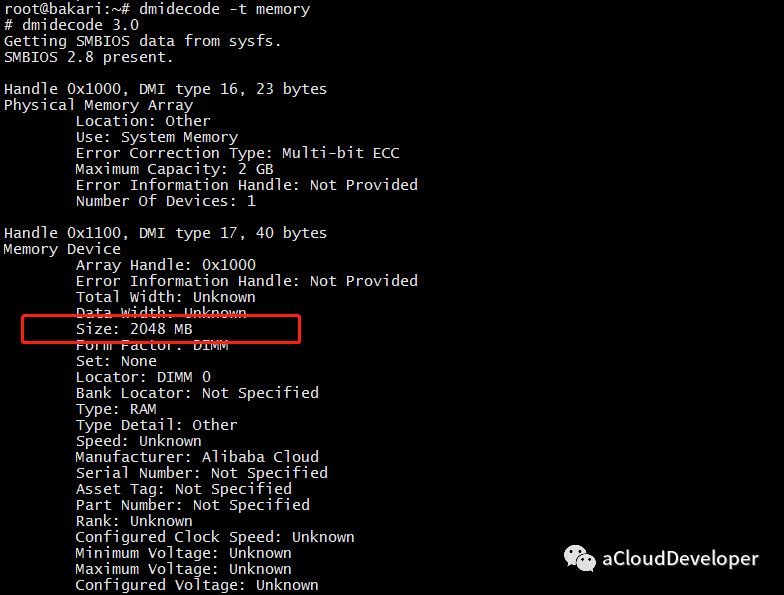 root@bakari:~# dmidecode -t memory
# dmidecode 3.0
Getting SMBIOS data from sysfs.
SMBIOS 2.8 present.
Handle 0x1000, DMI type 16, 23 bytes
Physical Memory Array
Location: Other
Use: System Memory
Error Correction Type: Multi-bit ECC
Maximum Capacity: 2 GB
Error Information Handle: Not Provided
Number Of Devices: 1
Handle 0x1100, DMI type 17, 40 bytes
Memory Device
Array Handle: 0x1000
Error Information Handle: Not Provided
Total Width: Unknown
Data Width: Unknown
Size: 2048 MB
Form Factor: DIMM
Set: None
Locator: DIMM 0
Bank Locator: Not Specified
Type: RAM
Type Detail: Other
Speed: Unknown
Manufacturer: Alibaba Cloud
Serial Number: Not Specified
Asset Tag: Not Specified
Part Number: Not Specified
Rank: Unknown
Configured Clock Speed: Unknown
Minimum Voltage: Unknown
Maximum Voltage: Unknown
Configured Voltage: Unknown
aCloudDeveloper